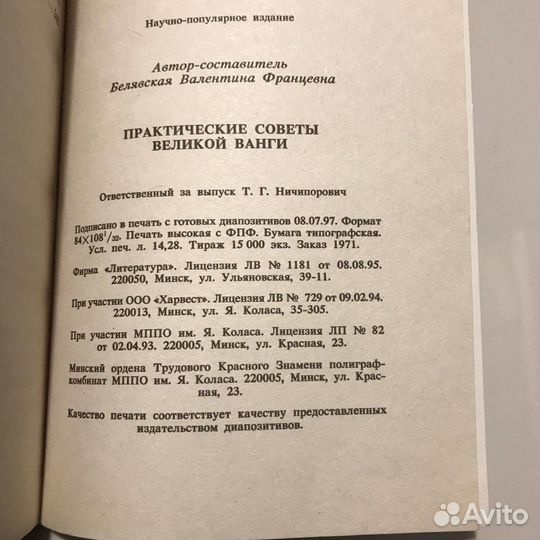 Научно-популярное издание
Автор-составитель
Белявская Валентина Францевна
ПРАКТИЧЕСКИЕ СОВЕТЫ
ВЕЛИКОЙ ВАНГИ
Ответственный за выпуск Т. Г. Ничипорович
Подписано в печать с готовых диапозитивов 08.07.97. Формат
84×108¹/₃₂. Печать высокая с ФПФ. Бумага типографская.
Усл. печ. л. 14,28. Тираж 15 000 экз. Заказ 1971.
Фирма «Литература». Лицензия ЛВ № 1181 от 08.08.95.
220050, Минск, ул. Ульяновская, 39-11.
При участии ООО «Харвест». Лицензия ЛВ № 729 от 09.02.94.
220013, Минск, ул. Я. Коласа, 35-305.
При участии МППО им. Я. Коласа. Лицензия ЛП № 82
от 02.04.93. 220005, Минск, ул. Красная, 23.
Минский ордена Трудового Красного Знамени полиграф-
комбинат МППО им. Я. Коласа. 220005, Минск, ул. Крас-
ная, 23.
Качество печати соответствует качеству предоставленных
издательством диапозитивов.
Avito